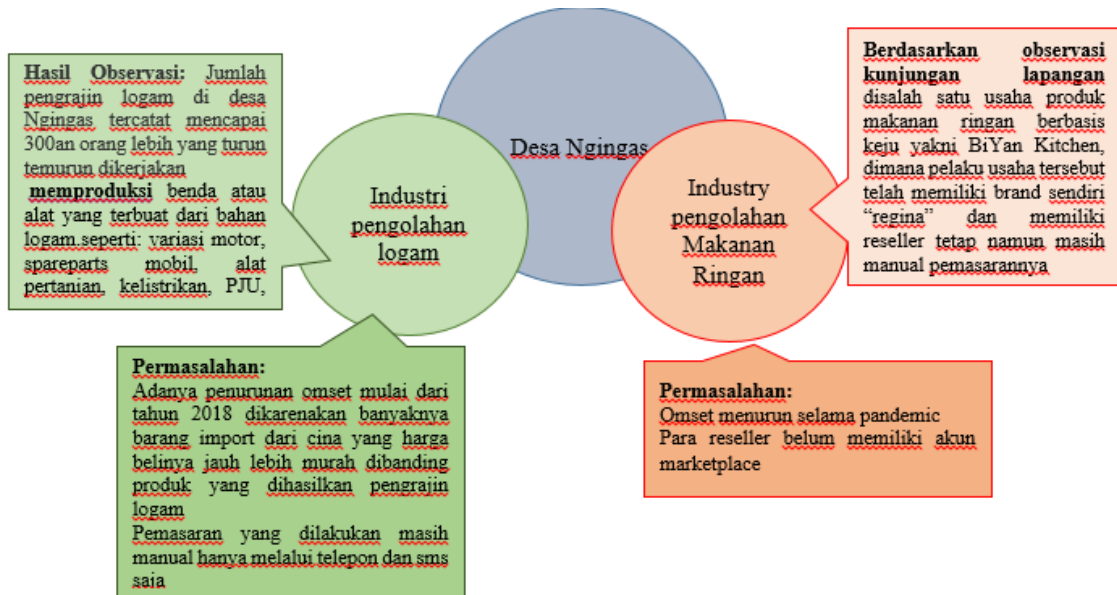 Hasil Observasi: Jumlah
pengrajin logam di desa
Ngingas tercatat mencapai
300an orang lebih yang turun
temurun dikerjakan
memproduksi benda atau
alat yang terbuat dari bahan
logam.seperti: variasi motor,
spareparts mobil, alat
pertanian, kelistrikan, PJU,
Industri
pengolahan
logam
Desa Ngingas
Industry
pengolahan
Makanan
Ringan
Berdasarkan observasi
kunjungan lapangan
disalah satu usaha produk
makanan ringan berbasis
keju yakni BiYan Kitchen,
dimana pelaku usaha tersebut
telah memiliki brand sendiri
“regina” dan memiliki
reseller tetap namun masih
manual pemasarannya
Permasalahan:
Adanya penurunan omset mulai dari
tahun 2018 dikarenakan banyaknya
barang import dari cina yang harga
belinya jauh lebih murah dibanding
produk yang dihasilkan pengrajin
logam
Pemasaran yang dilakukan masih
manual hanya melalui telepon dan sms
saja
Permasalahan:
Omset menurun selama pandemic
Para reseller belum memiliki akun
marketplace